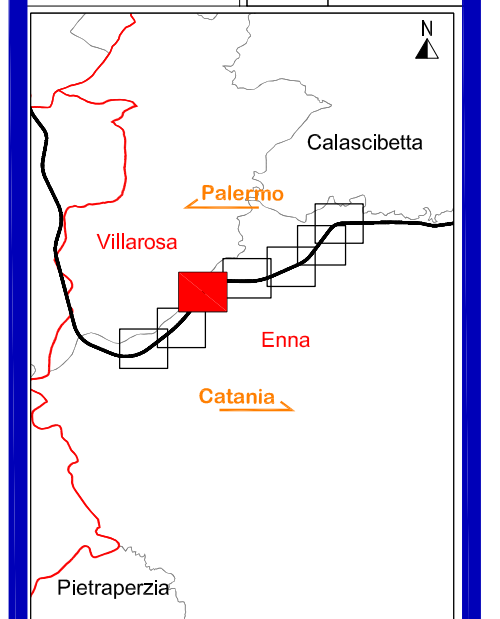 N
Calascibetta
Palermo
Villarosa
Enna
Catania
Pietraperzia